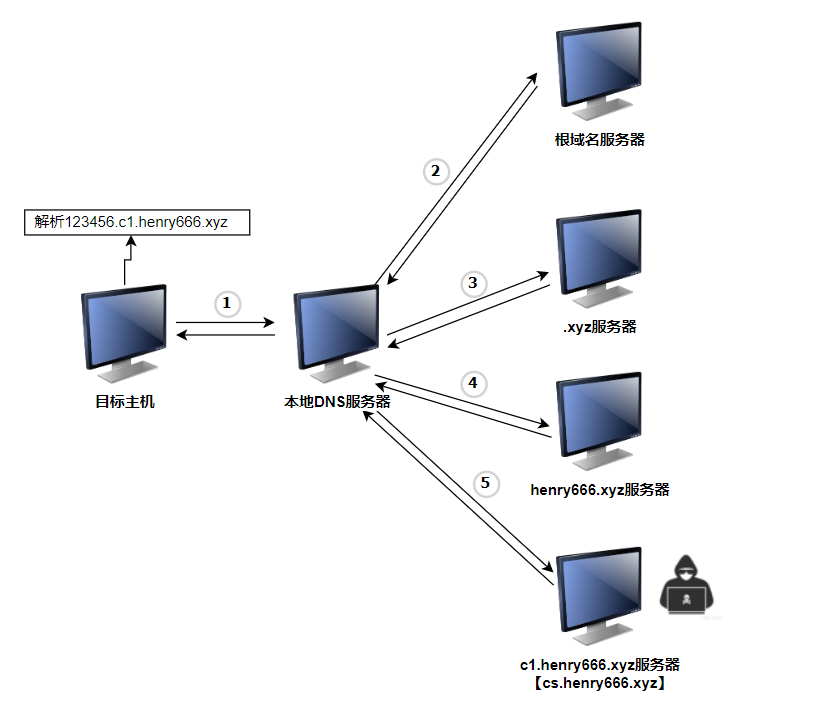 根域名服务器
2
解析123456.c1.henry666.xyz
1
3
.xyz服务器
目标主机
本地DNS服务器
4
henry666.xyz服务器
5
c1.henry666.xyz服务器
【cs.henry666.xyz】